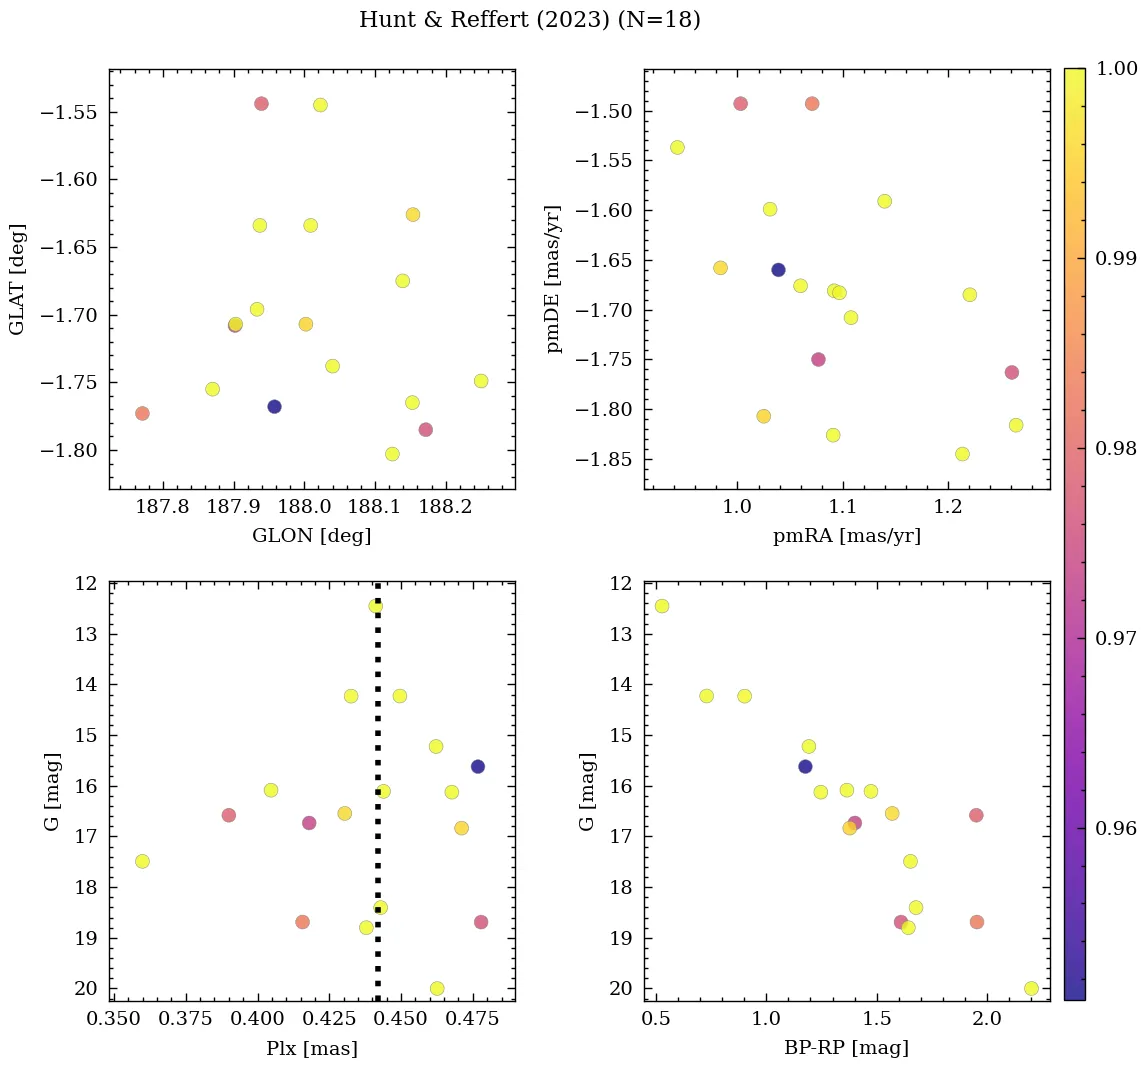 Hunt & Reffert (2023) (N=18)
−1.55
−1.60
−1.65
−1.70
−1.75
−1.80
GLAT [deg]
187.8 187.9 188.0 188.1 188.2
GLON [deg]
−1.50
−1.55
−1.60
−1.65
−1.70
−1.75
−1.80
−1.85
pmDE [mas/yr]
1.0 1.1 1.2
pmRA [mas/yr]
1.00
0.99
0.98
0.97
0.96
12
13
14
15
16
17
18
19
20
G [mag]
0.350 0.375 0.400 0.425 0.450 0.475
Plx [mas]
12
13
14
15
16
17
18
19
20
G [mag]
0.5 1.0 1.5 2.0
BP-RP [mag]